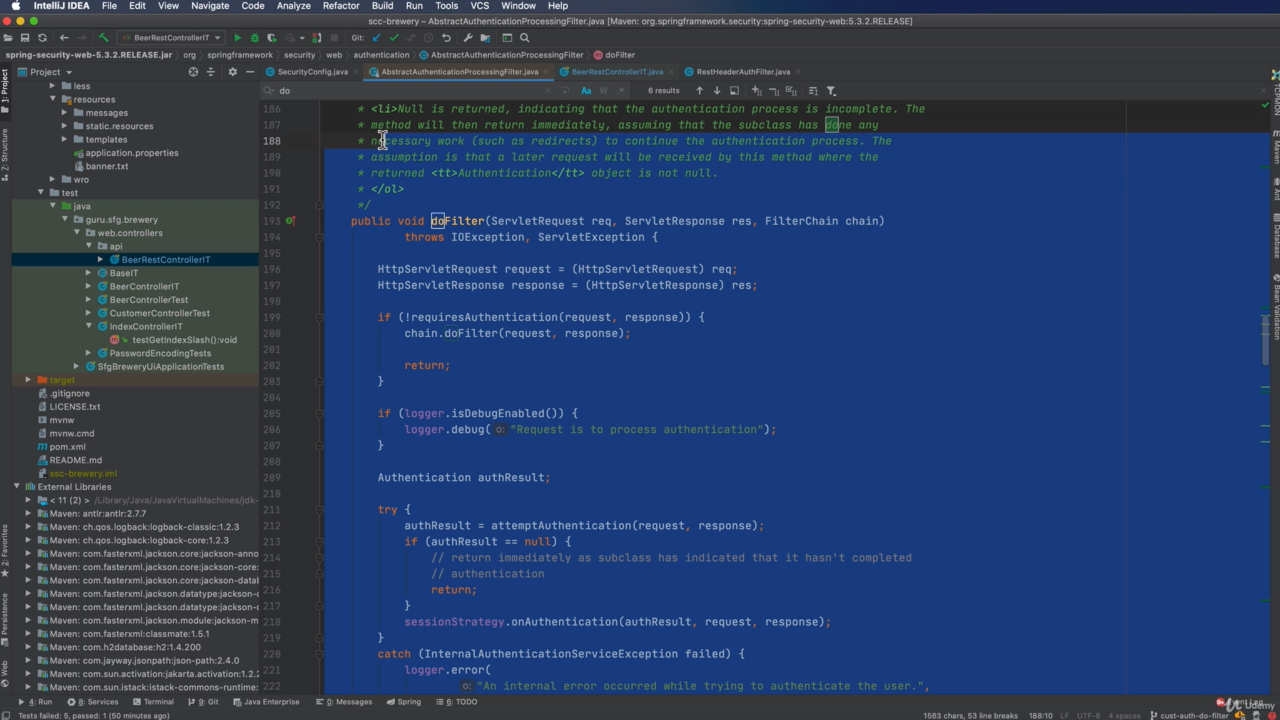 IntelliJ IDEA File Edit View Navigate Code Analyze Refactor Build Run Tools VCS Window Help
scc-brewery – AbstractAuthenticationProcessingFilter.java [Maven: org.springframework.security:spring-security-web-5.3.2.RELEASE]
BeerRestControllerIT Git:
spring-security-web-5.3.2.RELEASE.jar org springframework security web authentication AbstractAuthenticationProcessingFilter doFilter
Project SecurityConfig.java AbstractAuthenticationProcessingFilter.java BeerRestControllerIT.java RestHeaderAuthFilter.java
do Aa W 6 results
less
resources
messages
static.resources
templates
application.properties
banner.txt
wro
test
java
guru.sfg.brewery
web.controllers
api
BeerRestControllerIT
BaseIT
BeerControllerIT
BeerControllerTest
CustomerControllerTest
IndexControllerIT
testGetIndexSlash():void
PasswordEncodingTests
SfgBreweryUiApplicationTests
target
.gitignore
LICENSE.txt
mvnw
mvnw.cmd
pom.xml
README.md
ssc-brewery.iml
External Libraries
< 11 (2) > /Library/Java/JavaVirtualMachines/jdk-
Maven: antlr:antlr:2.7.7
Maven: ch.qos.logback:logback-classic:1.2.3
Maven: ch.qos.logback:logback-core:1.2.3
Maven: com.fasterxml.jackson.core:jackson-anno
Maven: com.fasterxml.jackson.core:jackson-core:
Maven: com.fasterxml.jackson.core:jackson-datab
Maven: com.fasterxml.jackson.datatype:jackson-c
Maven: com.fasterxml.jackson.datatype:jackson-c
Maven: com.fasterxml.jackson.module:jackson-m
Maven: com.fasterxml:classmate:1.5.1
Maven: com.h2database:h2:1.4.200
Maven: com.jayway.jsonpath:json-path:2.4.0
Maven: com.sun.activation:jakarta.activation:1.2.2
Maven: com.sun.istack:istack-commons-runtime:
186 * <li>Null is returned, indicating that the authentication process is incomplete. The
187 * method will then return immediately, assuming that the subclass has done any
188 * necessary work (such as redirects) to continue the authentication process. The
189 * assumption is that a later request will be received by this method where the
198 * returned <tt>Authentication</tt> object is not null.
191 * </ol>
192 */
193 public void doFilter(ServletRequest req, ServletResponse res, FilterChain chain)
194 throws IOException, ServletException {
195
196 HttpServletRequest request = (HttpServletRequest) req;
197 HttpServletResponse response = (HttpServletResponse) res;
198
199 if (!requiresAuthentication(request, response)) {
288 chain.doFilter(request, response);
281
282 return;
283 }
284
285 if (logger.isDebugEnabled()) {
286 logger.debug( o: "Request is to process authentication");
287 }
288
289 Authentication authResult;
218
211 try {
212 authResult = attemptAuthentication(request, response);
213 if (authResult == null) {
214 // return immediately as subclass has indicated that it hasn't completed
215 // authentication
216 return;
217 }
218 sessionStrategy.onAuthentication(authResult, request, response);
219 }
220 catch (InternalAuthenticationServiceException failed) {
221 logger.error(
222 o: "An internal error occurred while trying to authenticate the user.",
1: Project
7: Structure
2: Favorites
Persistence
Web
Maven
Ant
Database
Bean Validation
4: Run 8: Services Terminal 9: Git Java Enterprise 0: Messages Spring 6: TODO
Tests failed: 5, passed: 1 (50 minutes ago) 1563 chars, 53 line breaks 188:10 LF UTF-8 4 spaces cust-auth-do-filter
Udemy